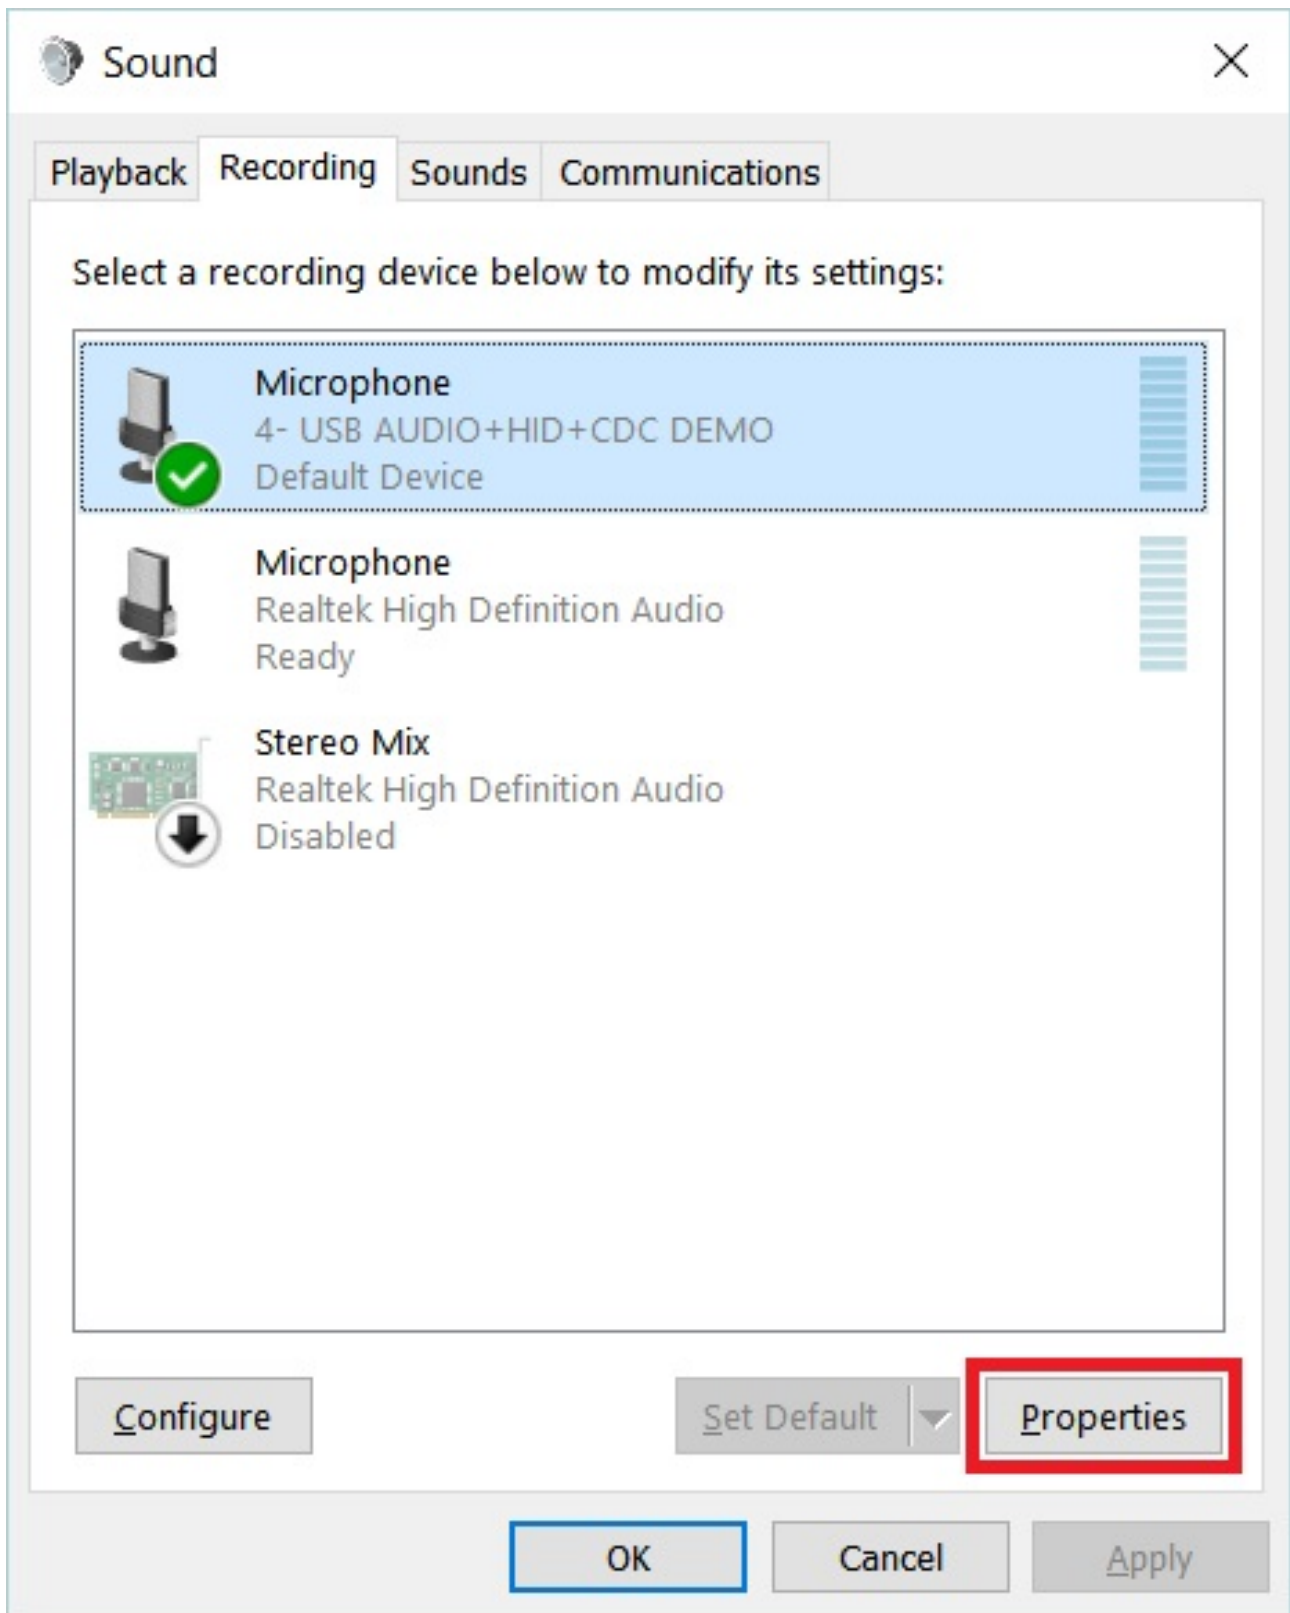 Sound
Playback Recording Sounds Communications
Select a recording device below to modify its settings:
Microphone
4- USB AUDIO+HID+CDC DEMO
Default Device
Microphone
Realtek High Definition Audio
Ready
Stereo Mix
Realtek High Definition Audio
Disabled
Configure Set Default Properties
OK Cancel Apply